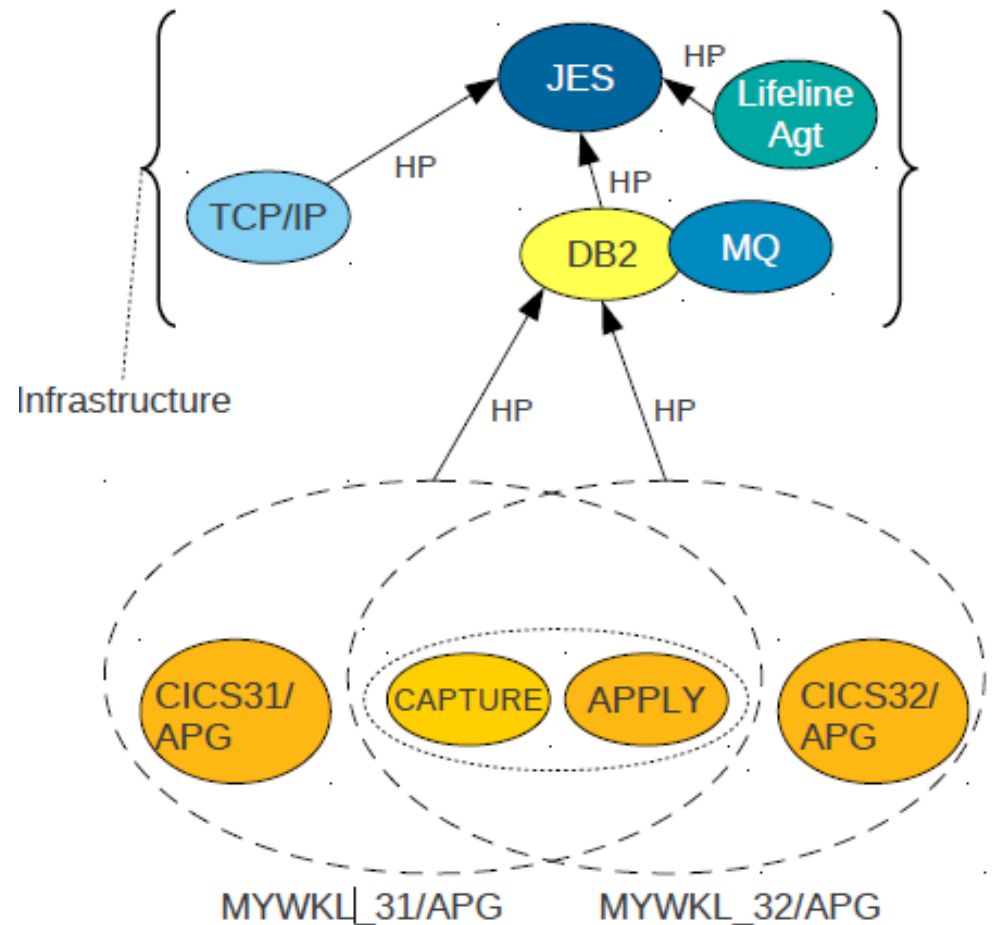 JES
HP
Lifeline
Agt
HP
HP
TCP/IP
DB2
MQ
Infrastructure
HP
HP
CICS31/
APG
CAPTURE
APPLY
CICS32/
APG
MYWKL_31/APG
MYWKL_32/APG